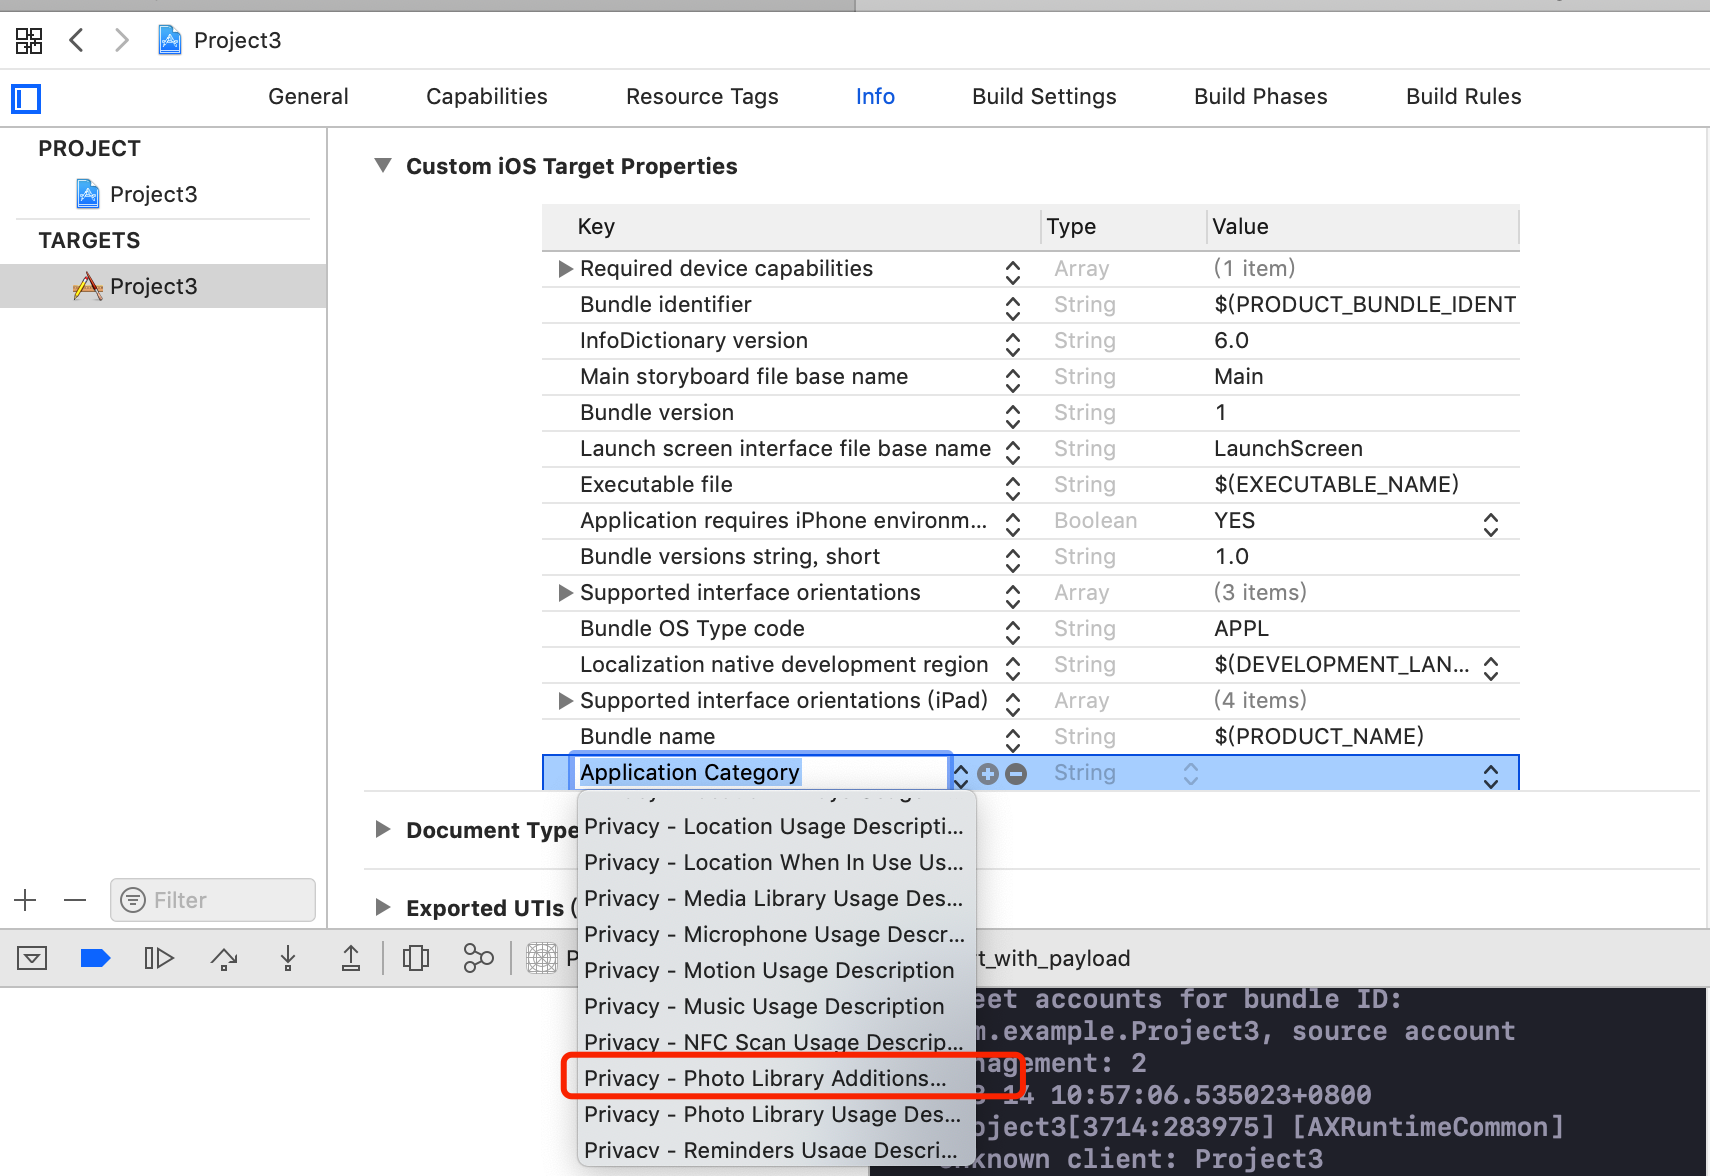 Project3
General Capabilities Resource Tags Info Build Settings Build Phases Build Rules
PROJECT
Project3
TARGETS
Project3
Filter
Custom iOS Target Properties
Key Type Value
Required device capabilities Array (1 item)
Bundle identifier String $(PRODUCT_BUNDLE_IDENT
InfoDictionary version String 6.0
Main storyboard file base name String Main
Bundle version String 1
Launch screen interface file base name String LaunchScreen
Executable file String $(EXECUTABLE_NAME)
Application requires iPhone environm... Boolean YES
Bundle versions string, short String 1.0
Supported interface orientations Array (3 items)
Bundle OS Type code String APPL
Localization native development region String $(DEVELOPMENT_LAN...
Supported interface orientations (iPad) Array (4 items)
Bundle name String $(PRODUCT_NAME)
Application Category String
Document Type
Exported UTIs (
Privacy - Location Usage Descripti...
Privacy - Location When In Use Us...
Privacy - Media Library Usage Des...
Privacy - Microphone Usage Descr...
Privacy - Motion Usage Description
Privacy - Music Usage Description
Privacy - NFC Scan Usage Descrip...
Privacy - Photo Library Additions...
Privacy - Photo Library Usage Des...
Privacy - Reminders Usage Descri...
P
t_with_payload
eet accounts for bundle ID:
m.example.Project3, source account
nagement: 2
14 10:57:06.535023+0800
oject3[3714:283975] [AXRuntimeCommon]
nknown client: Project3